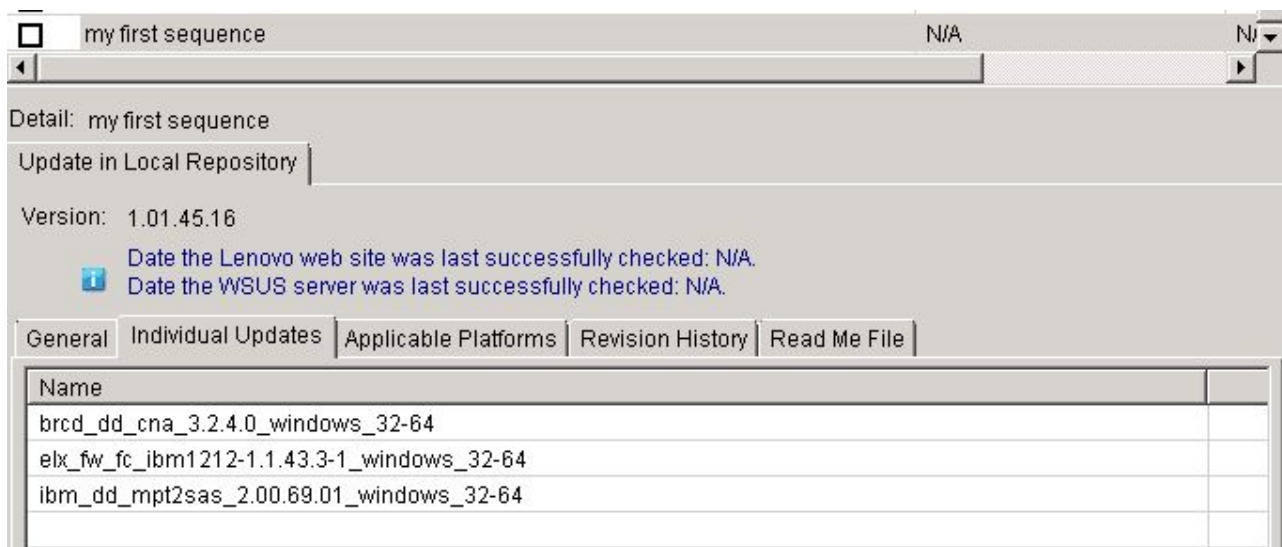 my first sequence N/A N/
Detail: my first sequence
Update in Local Repository
Version: 1.01.45.16
Date the Lenovo web site was last successfully checked: N/A.
Date the WSUS server was last successfully checked: N/A.
General Individual Updates Applicable Platforms Revision History Read Me File
Name
brcd_dd_cna_3.2.4.0_windows_32-64
elx_fw_fc_ibm1212-1.1.43.3-1_windows_32-64
ibm_dd_mpt2sas_2.00.69.01_windows_32-64